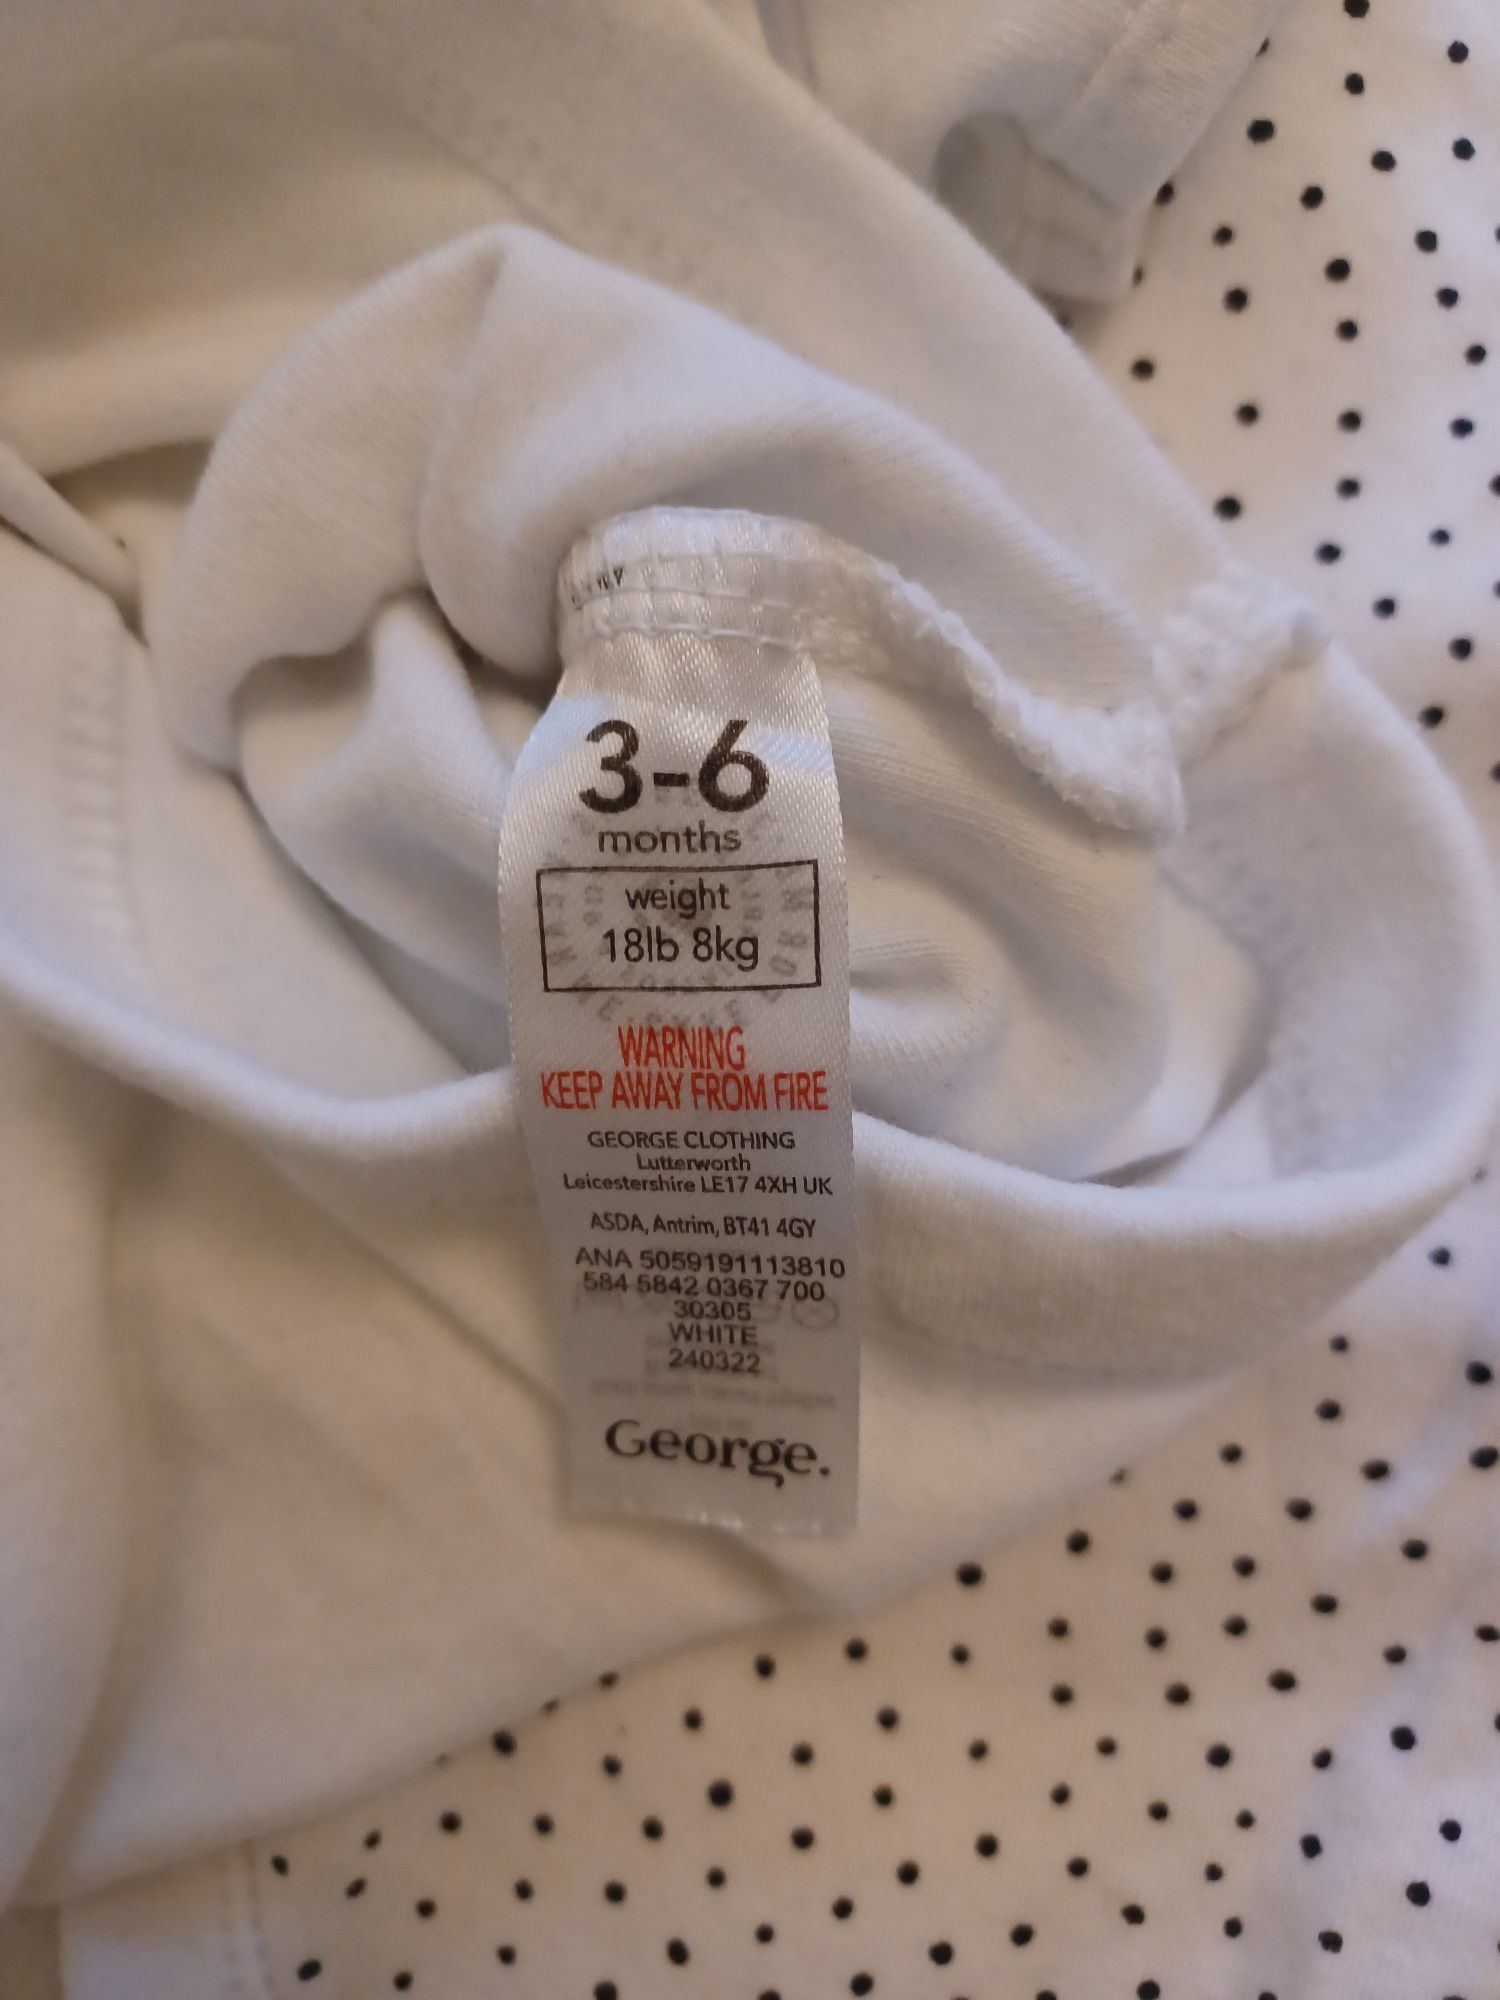 3-6
months
weight
18lb 8kg
WARNING
KEEP AWAY FROM FIRE
GEORGE CLOTHING
Lutterworth
Leicestershire LE17 4XH UK
ASDA, Antrim, BT41 4GY
ANA 5059191113810
584 5842 0367 700
30305
WHITE
240322
George.